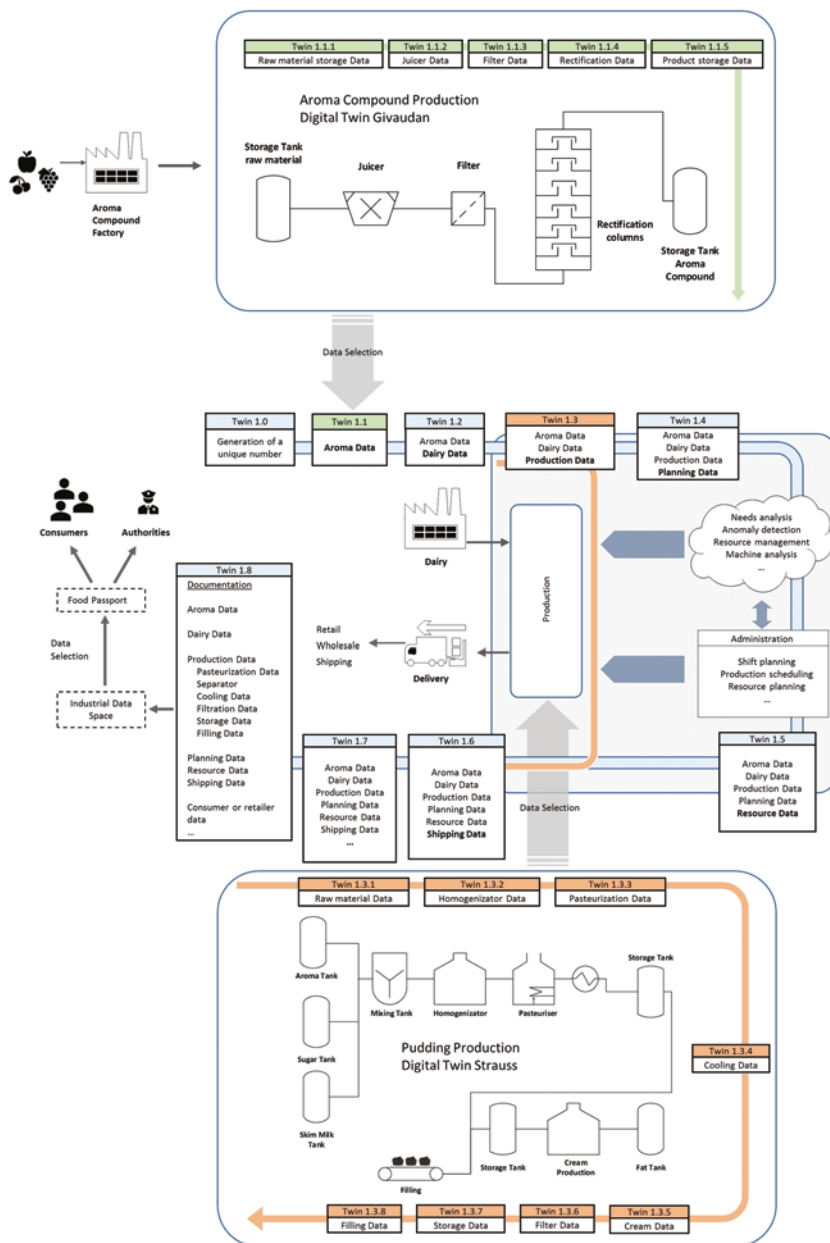 Twin 1.1.1
Raw material storage Data
Twin 1.1.2
Juicer Data
Twin 1.1.3
Filter Data
Twin 1.1.4
Rectification Data
Twin 1.1.5
Product storage Data
Aroma Compound Production
Digital Twin Givaudan
Storage Tank
raw material
Juicer
Filter
Rectification
columns
Storage Tank
Aroma
Compound
Aroma
Compound
Factory
Data Selection
Twin 1.0
Generation of a
unique number
Twin 1.1
Aroma Data
Twin 1.2
Aroma Data
Dairy Data
Twin 1.3
Aroma Data
Dairy Data
Production Data
Twin 1.4
Aroma Data
Dairy Data
Production Data
Planning Data
Consumers
Authorities
Food Passport
Data
Selection
Industrial Data
Space
Twin 1.8
Documentation
Aroma Data
Dairy Data
Production Data
Pasteurization Data
Separator
Cooling Data
Filtration Data
Storage Data
Filling Data
Planning Data
Resource Data
Shipping Data
Consumer or retailer
data
...
Dairy
Production
Retail
Wholesale
Shipping
Delivery
Needs analysis
Anomaly detection
Resource management
Machine analysis
...
Administration
Shift planning
Production scheduling
Resource planning
...
Twin 1.7
Aroma Data
Dairy Data
Production Data
Planning Data
Resource Data
Shipping Data
...
Twin 1.6
Aroma Data
Dairy Data
Production Data
Planning Data
Resource Data
Shipping Data
Data Selection
Twin 1.5
Aroma Data
Dairy Data
Production Data
Planning Data
Resource Data
Twin 1.3.1
Raw material Data
Twin 1.3.2
Homogenizator Data
Twin 1.3.3
Pasteurization Data
Aroma Tank
Sugar Tank
Skim Milk
Tank
Mixing Tank
Homogenizator
Pasteuriser
Storage Tank
Pudding Production
Digital Twin Strauss
Twin 1.3.4
Cooling Data
Filling
Storage Tank
Cream
Production
Fat Tank
Twin 1.3.8
Filling Data
Twin 1.3.7
Storage Data
Twin 1.3.6
Filter Data
Twin 1.3.5
Cream Data